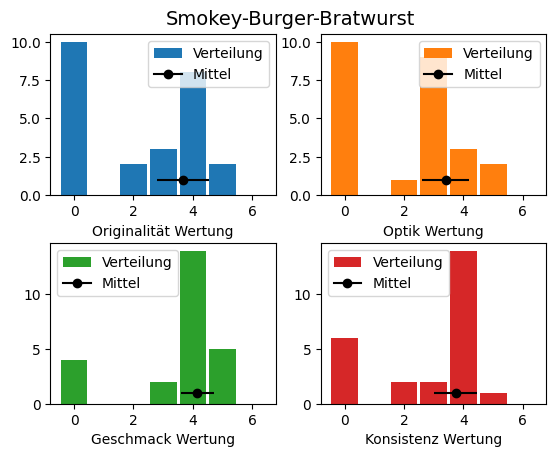 Smokey-Burger-Bratwurst
10.0
7.5
5.0
2.5
0.0
Verteilung
Mittel
0 2 4 6
Originalität Wertung
10.0
7.5
5.0
2.5
0.0
Verteilung
Mittel
0 2 4 6
Optik Wertung
10
5
0
Verteilung
Mittel
0 2 4 6
Geschmack Wertung
10
5
0
Verteilung
Mittel
0 2 4 6
Konsistenz Wertung